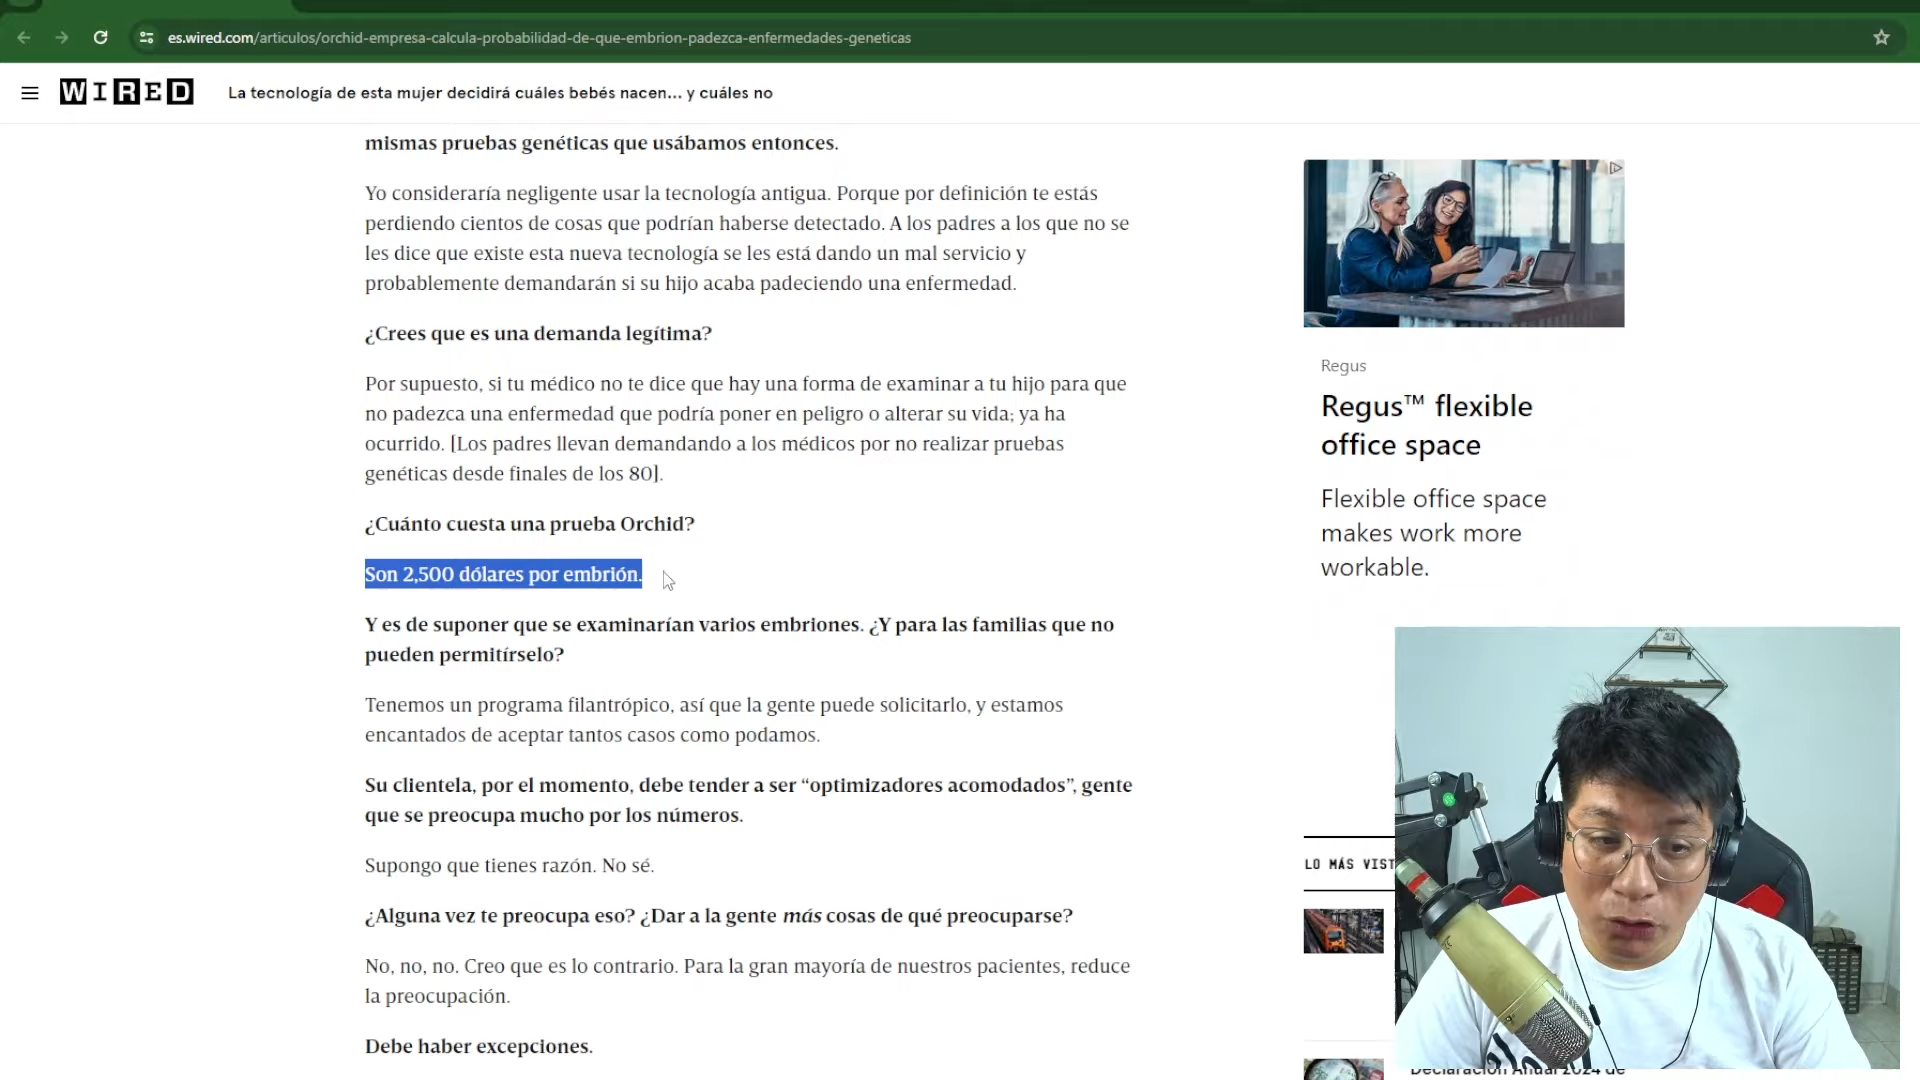 es.wired.com/articulos/orchid-empresa-calcula-probabilidad-de-que-embrion-padezca-enfermedades-geneticas
WIRED
La tecnología de esta mujer decidirá cuáles bebés nacen... y cuáles no
mismas pruebas genéticas que usábamos entonces.
Yo consideraría negligente usar la tecnología antigua. Porque por definición te estás
perdiendo cientos de cosas que podrían haberse detectado. A los padres a los que no se
les dice que existe esta nueva tecnología se les está dando un mal servicio y
probablemente demandarán si su hijo acaba padeciendo una enfermedad.
¿Crees que es una demanda legítima?
Por supuesto, si tu médico no te dice que hay una forma de examinar a tu hijo para que
no padezca una enfermedad que podría poner en peligro o alterar su vida; ya ha
ocurrido. [Los padres llevan demandando a los médicos por no realizar pruebas
genéticas desde finales de los 80].
¿Cuánto cuesta una prueba Orchid?
Son 2,500 dólares por embrión.
Y es de suponer que se examinarían varios embriones. ¿Y para las familias que no
pueden permitírselo?
Tenemos un programa filantrópico, así que la gente puede solicitarlo, y estamos
encantados de aceptar tantos casos como podamos.
Su clientela, por el momento, debe tender a ser “optimizadores acomodados”, gente
que se preocupa mucho por los números.
Supongo que tienes razón. No sé.
¿Alguna vez te preocupa eso? ¿Dar a la gente más cosas de qué preocuparse?
No, no, no. Creo que es lo contrario. Para la gran mayoría de nuestros pacientes, reduce
la preocupación.
Debe haber excepciones.
Regus
Regus™ flexible
office space
Flexible office space
makes work more
workable.
LO MÁS VIST
Declaración Anual 2024 de